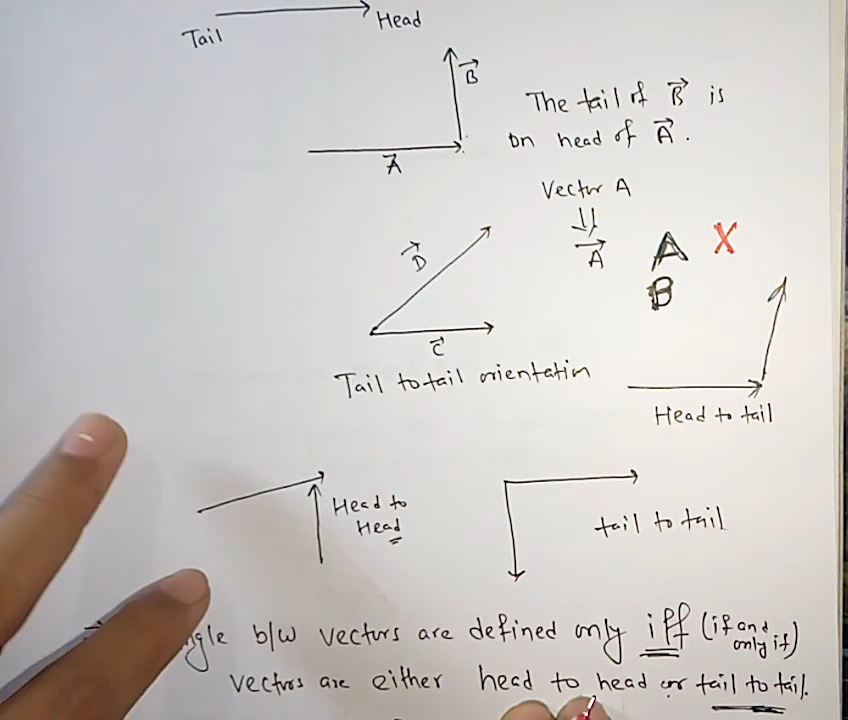 Tail
Head
B
A
The tail of B is
on head of A.
Vector A
A A X
B
D
C
Tail to tail orientation
Head to tail
Head to
Head
tail to tail
ngle b/w vectors are defined only iff (if and
only if)
vectors are either head to head or tail to tail.